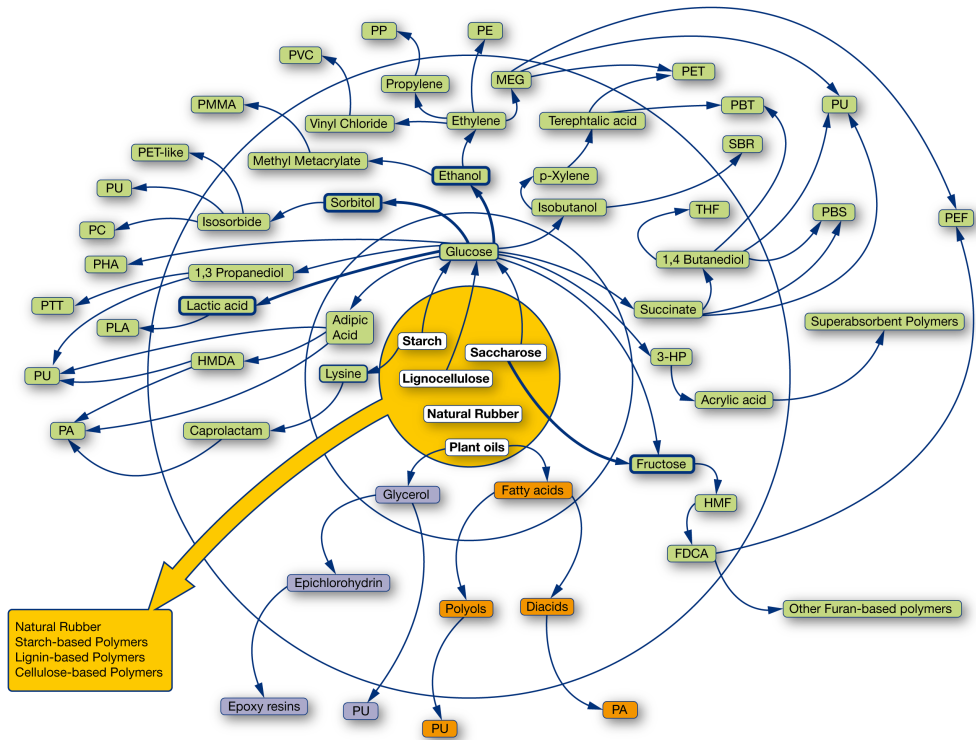 PP
PE
PVC
Propylene
MEG
PET
PMMA
Vinyl Chloride
Ethylene
Terephtalic acid
PBT
PU
PET-like
Methyl Metacrylate
Ethanol
p-Xylene
SBR
PU
Sorbitol
Isobutanol
THF
PBS
PEF
PC
Isosorbide
Glucose
1,4 Butanediol
PHA
1,3 Propanediol
PTT
Lactic acid
Succinate
PLA
Adipic
Acid
Starch
Superabsorbent Polymers
Saccharose
3-HP
PU
HMDA
Lysine
Lignocellulose
Acrylic acid
Natural Rubber
PA
Caprolactam
Plant oils
Fructose
Glycerol
Fatty acids
HMF
FDCA
Epichlorohydrin
Polyols
Diacids
Other Furan-based polymers
Natural Rubber
Starch-based Polymers
Lignin-based Polymers
Cellulose-based Polymers
Epoxy resins
PU
PU
PA